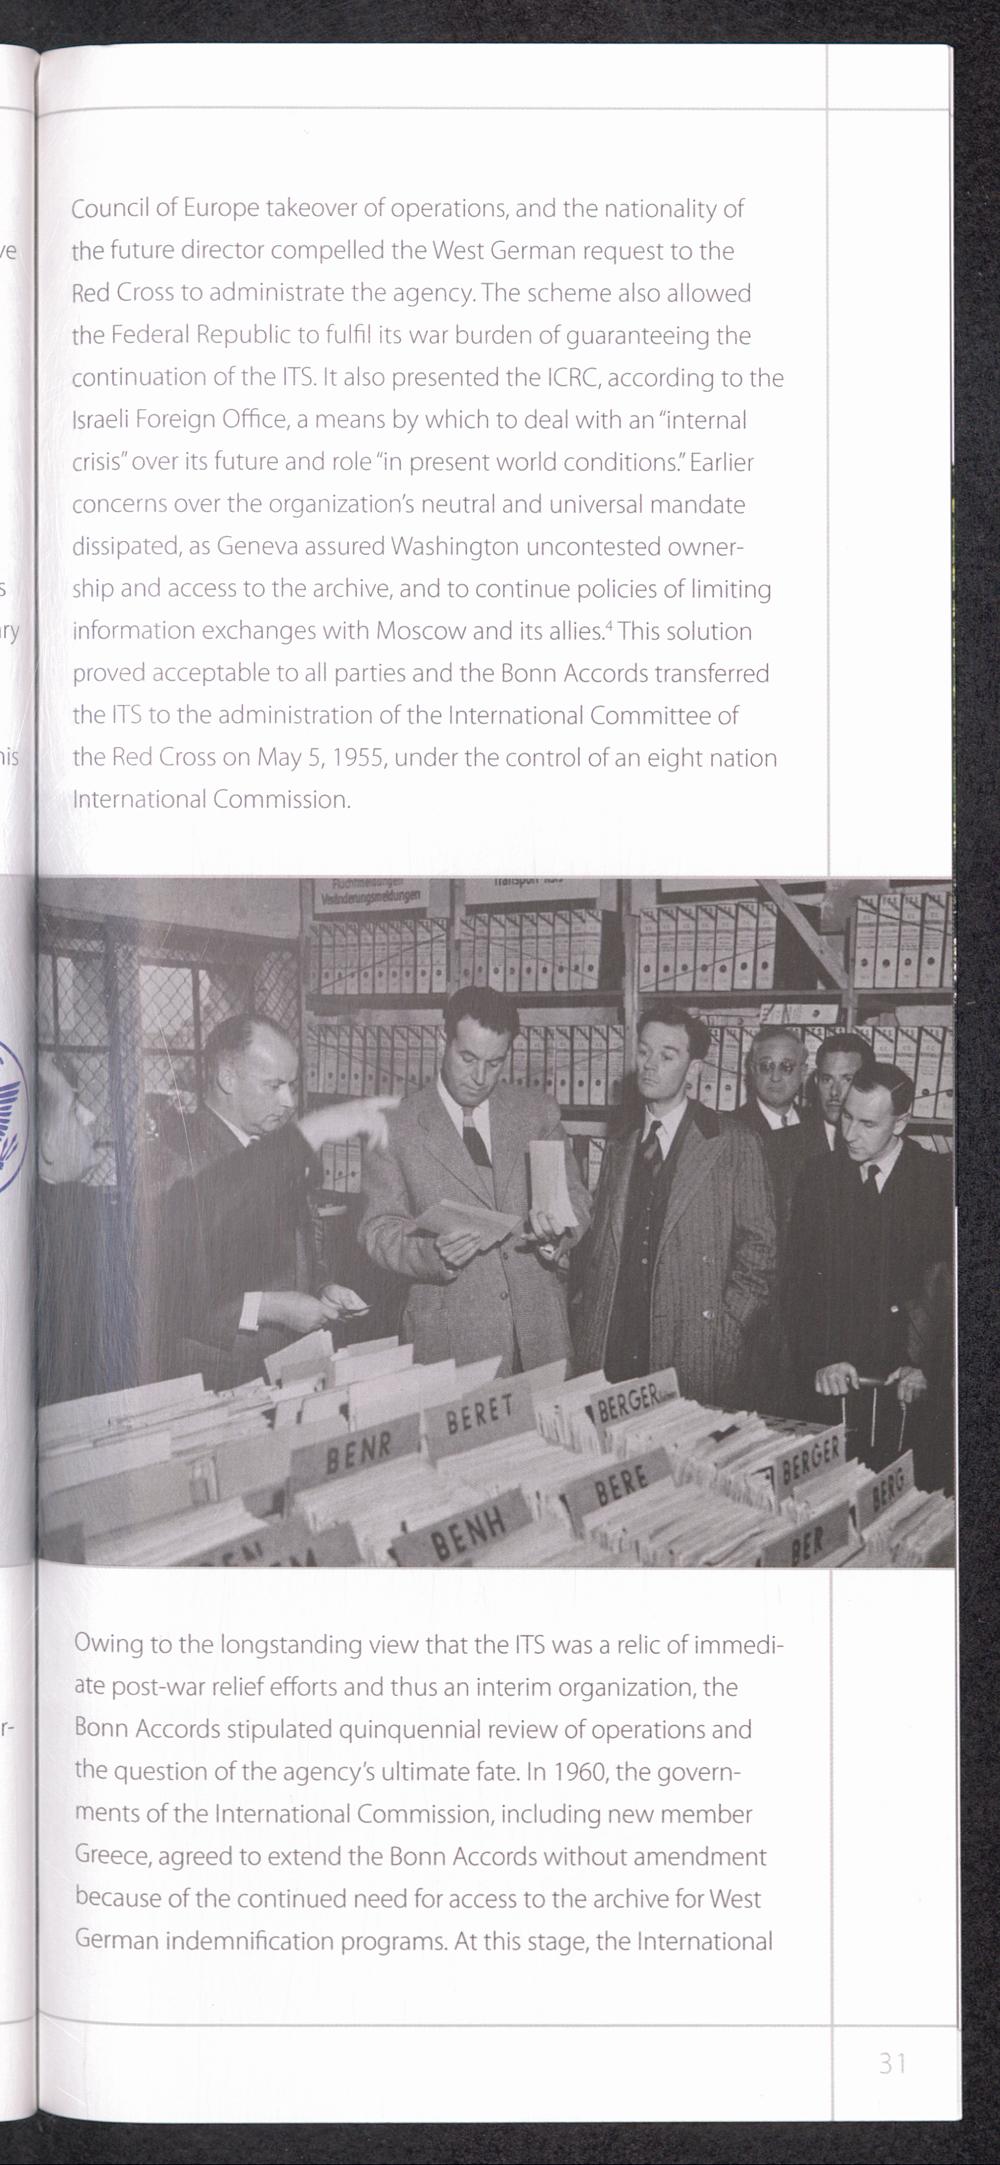 Council of Europe takeover of operations, and the nationality of
the future director compelled the West German request to the
Red Cross to administrate the agency. The scheme also allowed
the Federal Republic to fulfil its war burden of guaranteeing the
continuation of the ITS. It also presented the ICRC, according to the
Israeli Foreign Office, a means by which to deal with an “internal
crisis” over its future and role “in present world conditions.” Earlier
concerns over the organization’s neutral and universal mandate
dissipated, as Geneva assured Washington uncontested owner-
ship and access to the archive, and to continue policies of limiting
information exchanges with Moscow and its allies.⁴ This solution
proved acceptable to all parties and the Bonn Accords transferred
the ITS to the administration of the International Committee of
the Red Cross on May 5, 1955, under the control of an eight nation
International Commission.
Veränderungsmeldungen
BENR
BERET
BERGER
BENH
BERE
BERGER
BERG
BER
Owing to the longstanding view that the ITS was a relic of immedi-
ate post-war relief efforts and thus an interim organization, the
Bonn Accords stipulated quinquennial review of operations and
the question of the agency’s ultimate fate. In 1960, the govern-
ments of the International Commission, including new member
Greece, agreed to extend the Bonn Accords without amendment
because of the continued need for access to the archive for West
German indemnification programs. At this stage, the International
31